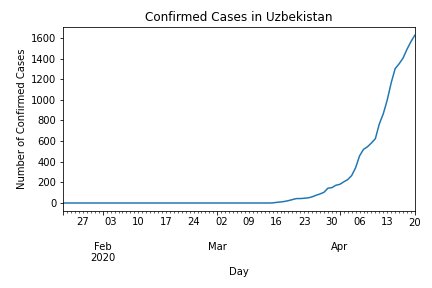 Confirmed Cases in Uzbekistan
Number of Confirmed Cases
1600
1400
1200
1000
800
600
400
200
0
27 03 10 17 24 02 09 16 23 30 06 13 20
Feb Mar Apr
2020
Day